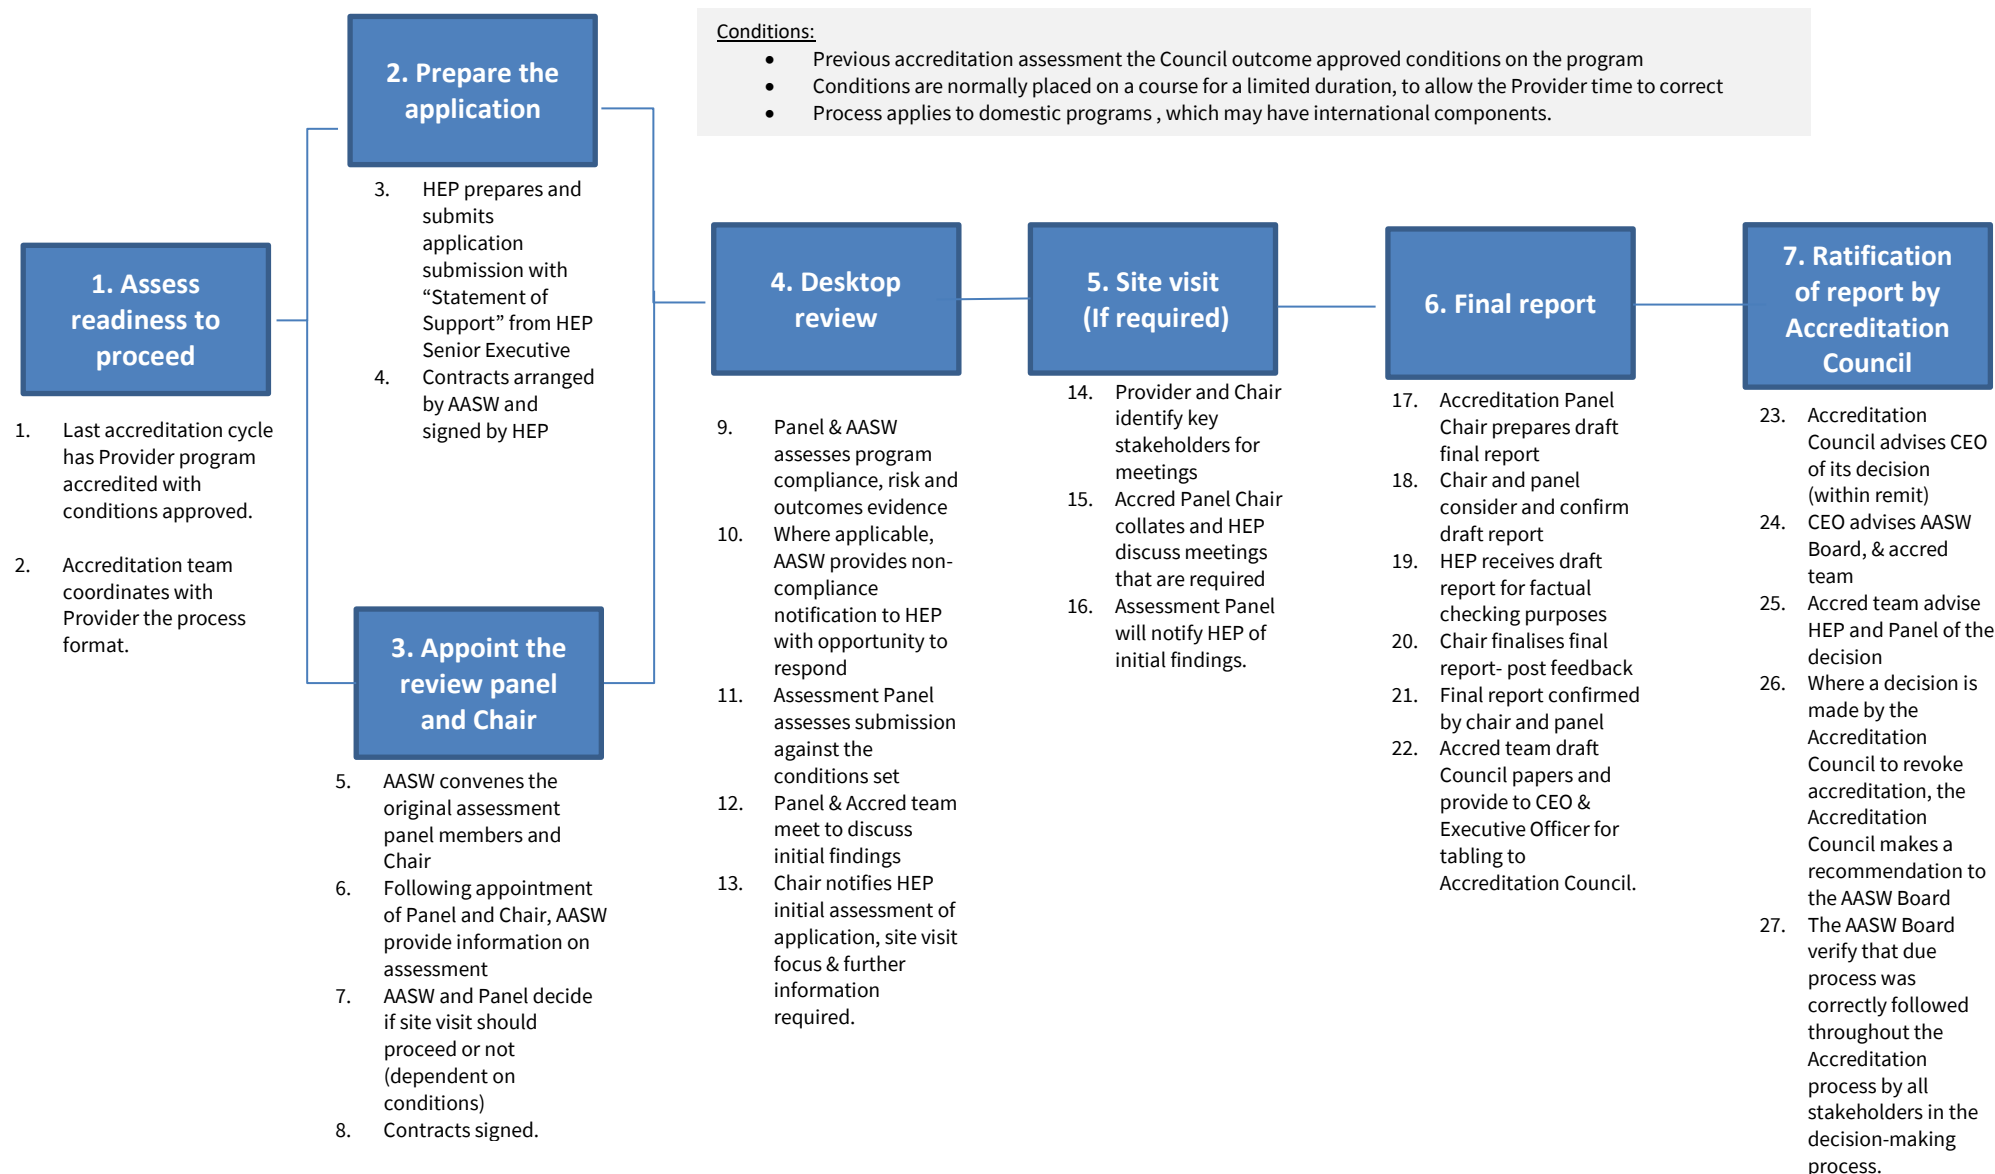 2. Prepare the
application
Conditions:
• Previous accreditation assessment the Council outcome approved conditions on the program
• Conditions are normally placed on a course for a limited duration, to allow the Provider time to correct
• Process applies to domestic programs , which may have international components.
1. Assess
readiness to
proceed
1. Last accreditation cycle
has Provider program
accredited with
conditions approved.
2. Accreditation team
coordinates with
Provider the process
format.
3. HEP prepares and
submits
application
submission with
“Statement of
Support” from HEP
Senior Executive
4. Contracts arranged
by AASW and
signed by HEP
3. Appoint the
review panel
and Chair
5. AASW convenes the
original assessment
panel members and
Chair
6. Following appointment
of Panel and Chair, AASW
provide information on
assessment
7. AASW and Panel decide
if site visit should
proceed or not
(dependent on
conditions)
8. Contracts signed.
4. Desktop
review
9. Panel & AASW
assesses program
compliance, risk and
outcomes evidence
10. Where applicable,
AASW provides non-
compliance
notification to HEP
with opportunity to
respond
11. Assessment Panel
assesses submission
against the
conditions set
12. Panel & Accred team
meet to discuss
initial findings
13. Chair notifies HEP
initial assessment of
application, site visit
focus & further
information
required.
5. Site visit
(If required)
14. Provider and Chair
identify key
stakeholders for
meetings
15. Accred Panel Chair
collates and HEP
discuss meetings
that are required
16. Assessment Panel
will notify HEP of
initial findings.
6. Final report
17. Accreditation Panel
Chair prepares draft
final report
18. Chair and panel
consider and confirm
draft report
19. HEP receives draft
report for factual
checking purposes
20. Chair finalises final
report- post feedback
21. Final report confirmed
by chair and panel
22. Accred team draft
Council papers and
provide to CEO &
Executive Officer for
tabling to
Accreditation Council.
7. Ratification
of report by
Accreditation
Council
23. Accreditation
Council advises CEO
of its decision
(within remit)
24. CEO advises AASW
Board, & accred
team
25. Accred team advise
HEP and Panel of the
decision
26. Where a decision is
made by the
Accreditation
Council to revoke
accreditation, the
Accreditation
Council makes a
recommendation to
the AASW Board
27. The AASW Board
verify that due
process was
correctly followed
throughout the
Accreditation
process by all
stakeholders in the
decision-making
process.